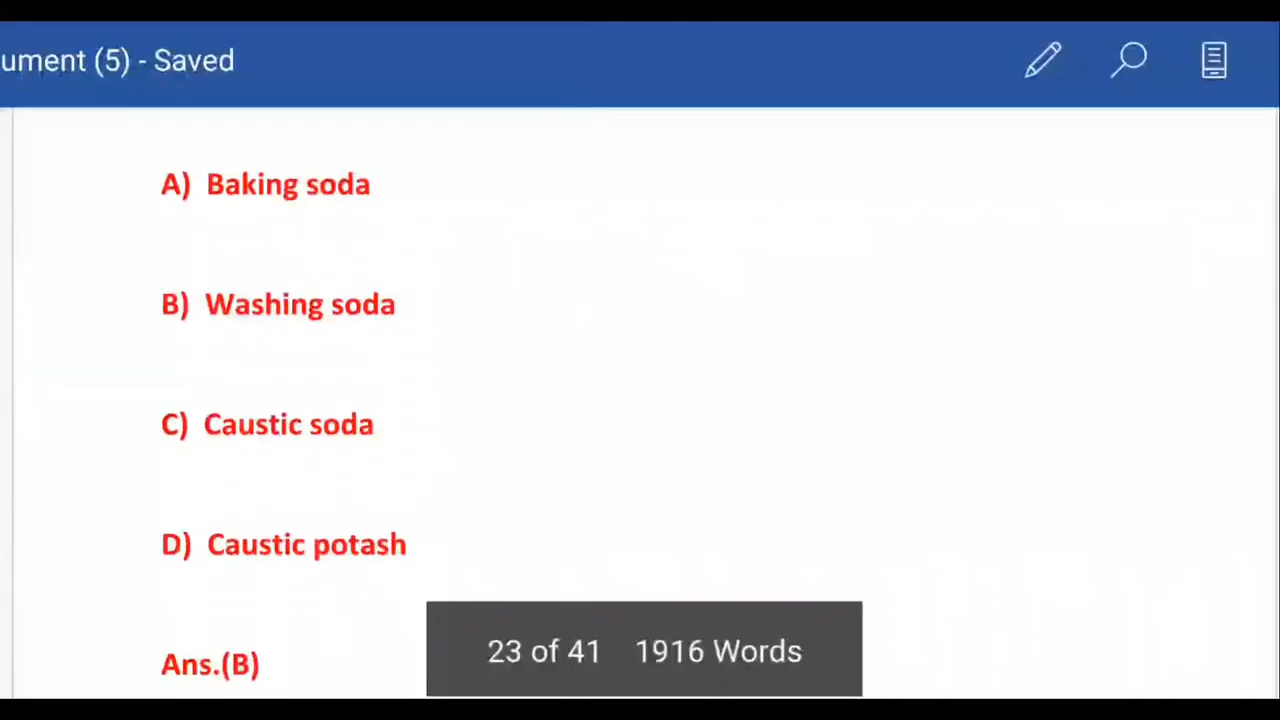 ument (5) - Saved
A) Baking soda
B) Washing soda
C) Caustic soda
D) Caustic potash
Ans.(B)
23 of 41 1916 Words